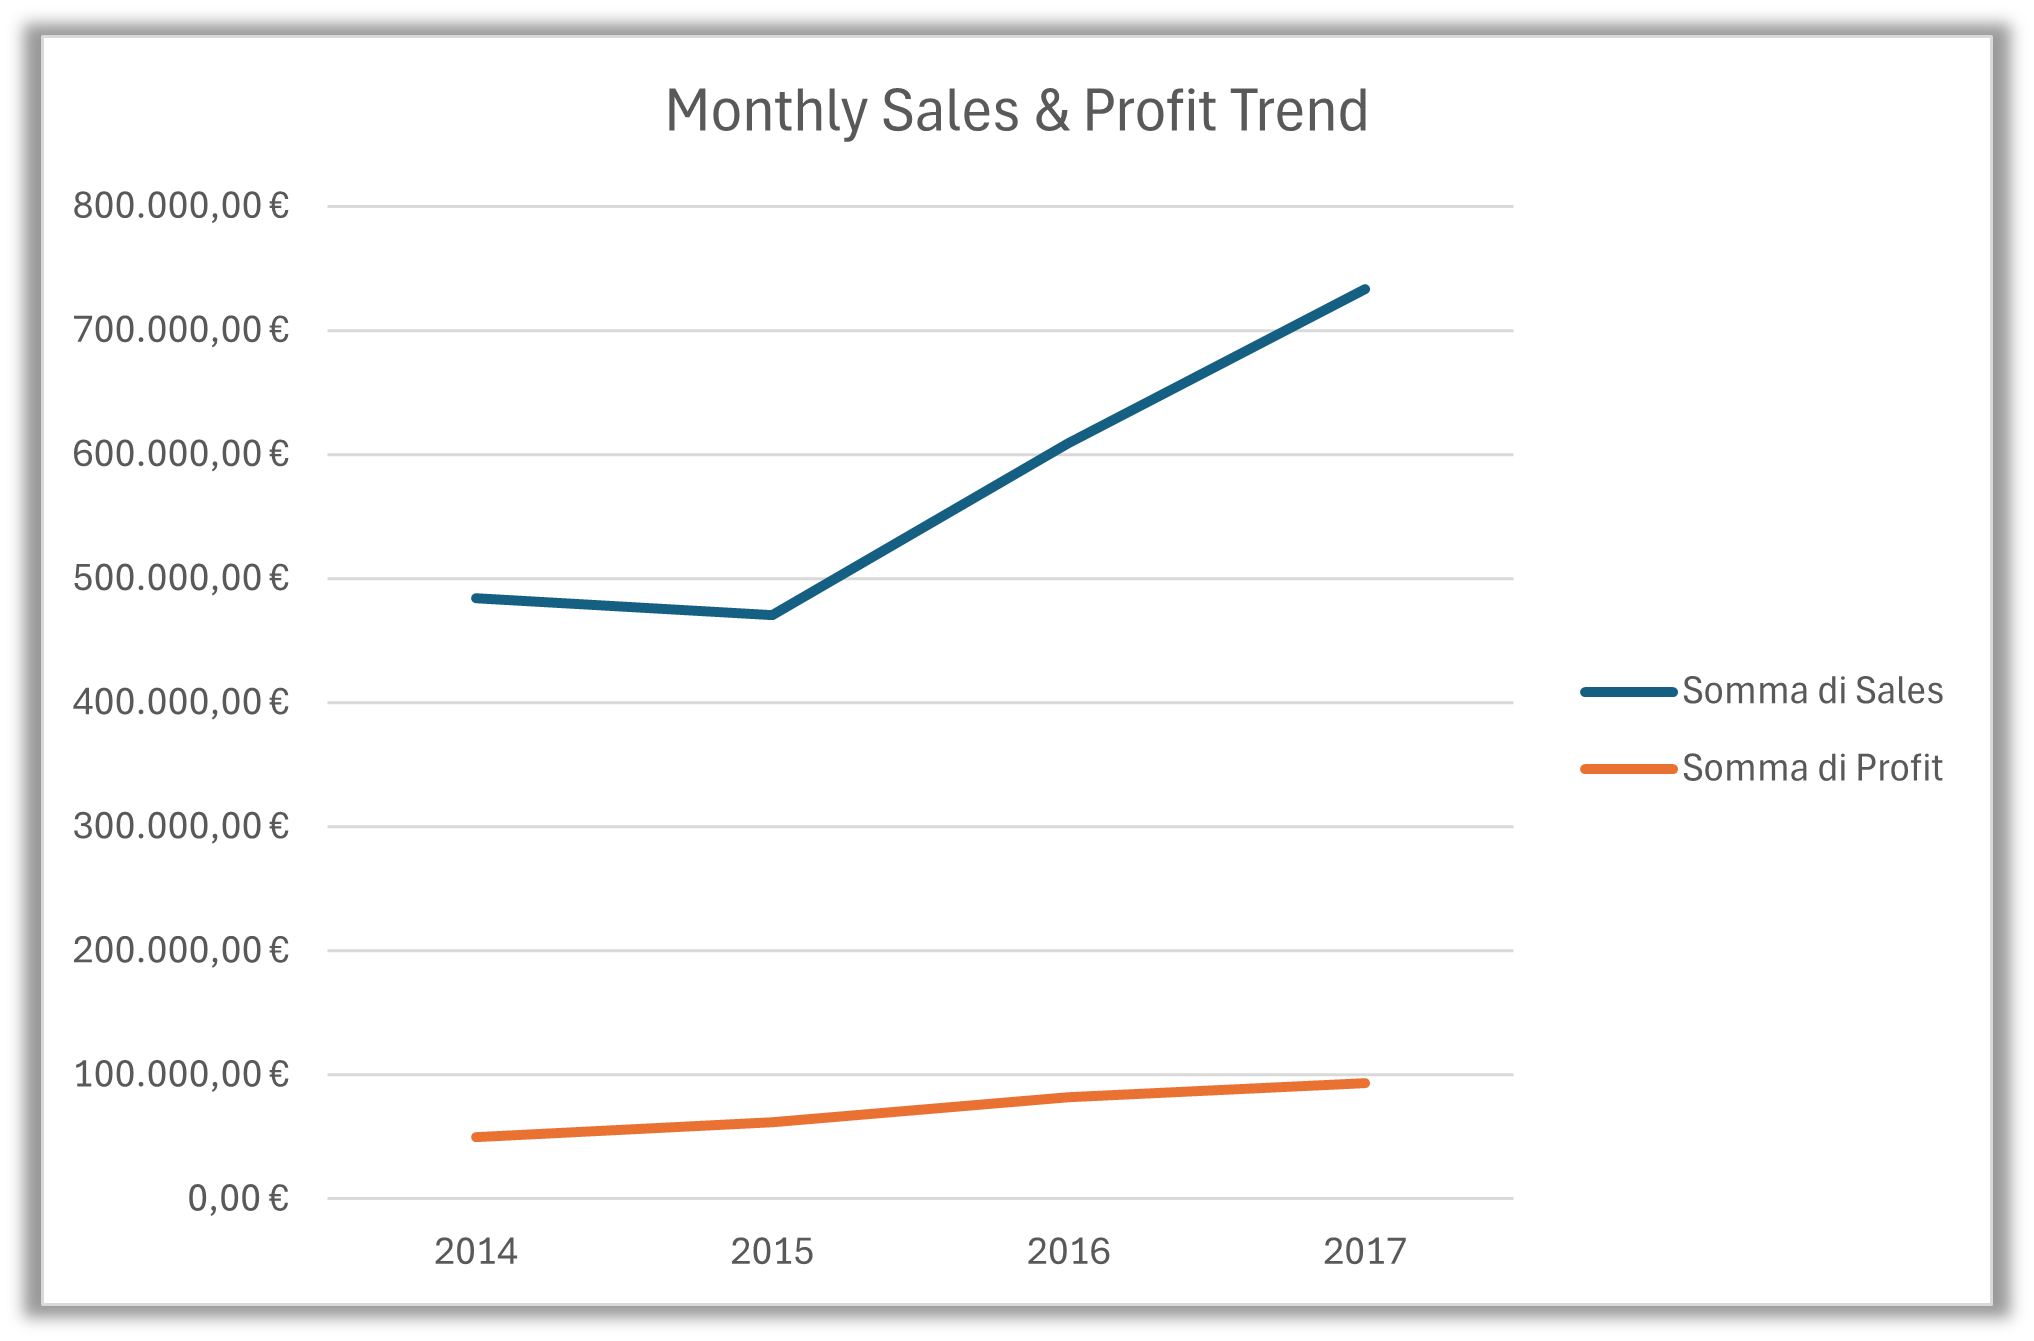 Monthly Sales & Profit Trend
800.000,00 €
700.000,00 €
600.000,00 €
500.000,00 €
400.000,00 €
300.000,00 €
200.000,00 €
100.000,00 €
0,00 €
2014 2015 2016 2017
Somma di Sales
Somma di Profit